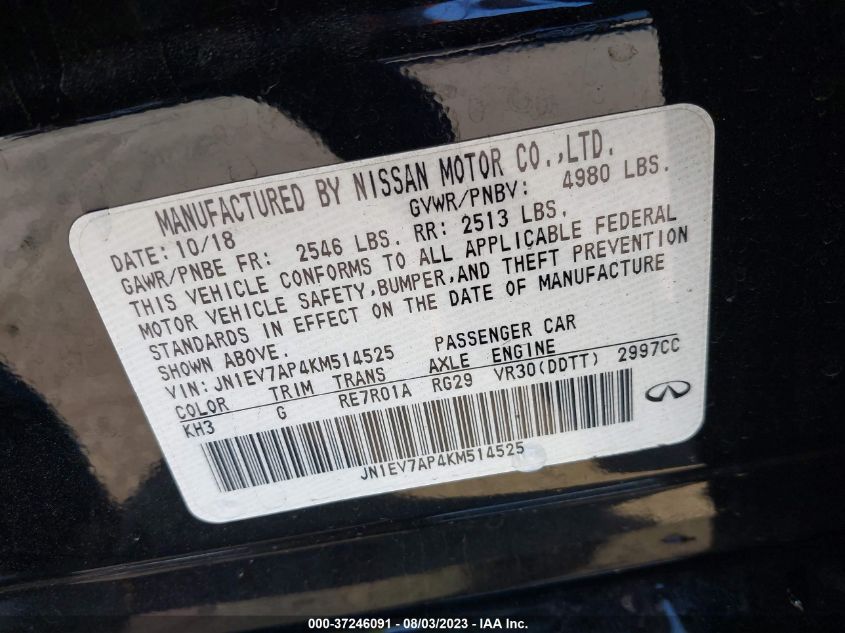 MANUFACTURED BY NISSAN MOTOR CO.,LTD.
DATE: 10/18 GVWR/PNBV: 4980 LBS.
GAWR/PNBE FR: 2546 LBS. RR: 2513 LBS.
THIS VEHICLE CONFORMS TO ALL APPLICABLE FEDERAL
MOTOR VEHICLE SAFETY,BUMPER,AND THEFT PREVENTION
STANDARDS IN EFFECT ON THE DATE OF MANUFACTURE
SHOWN ABOVE.
VIN: JN1EV7AP4KM514525 PASSENGER CAR
COLOR TRIM TRANS AXLE ENGINE
KH3 G RE7R01A RG29 VR30(DDTT) 2997CC
JN1EV7AP4KM514525
000-37246091 - 08/03/2023 - IAA Inc.